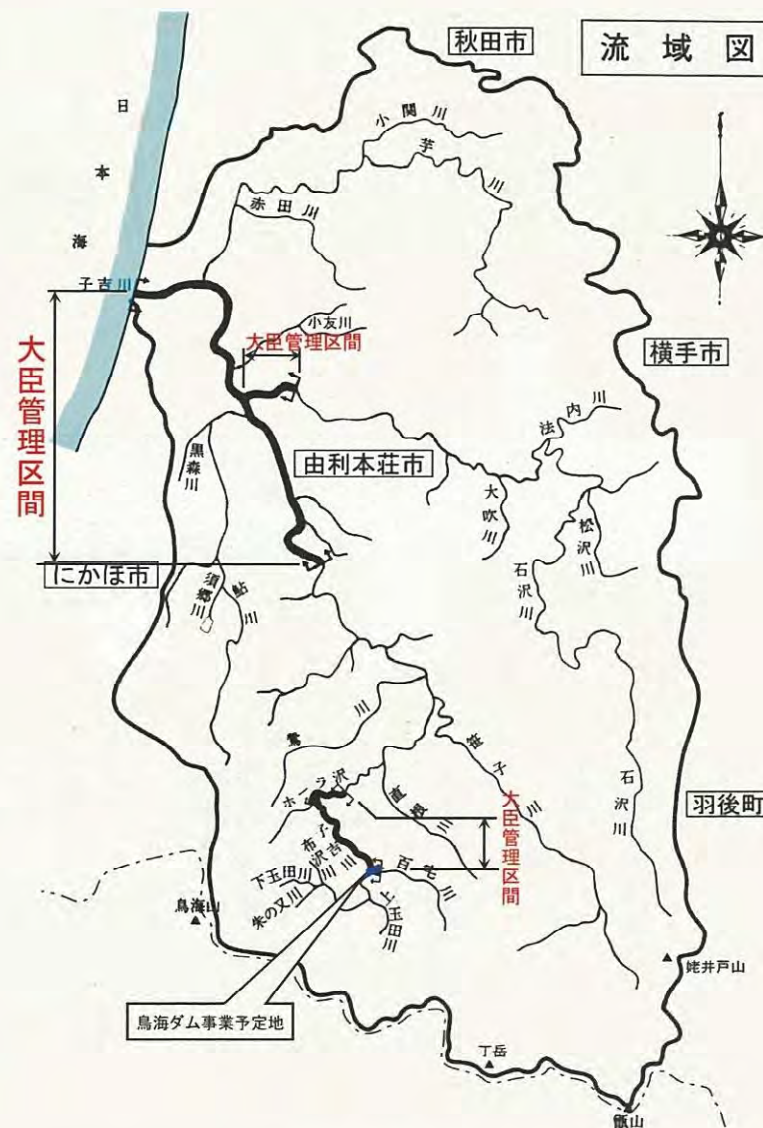 流域図
秋田市
日本海
小関川
芋川
赤田川
子吉川
小友川
大臣管理区間
大臣管理区間
横手市
法内川
黒森川
由利本荘市
大吹川
松沢川
石沢川
にかほ市
須郷川
鮎川
鶯川
笹子川
ホーラ沢
直根川
大臣管理区間
石沢川
羽後町
子吉川
布沢川
下玉田川
百宅川
朱の又川
上玉田川
鳥海山
姥井戸山
鳥海ダム事業予定地
丁岳
甑山